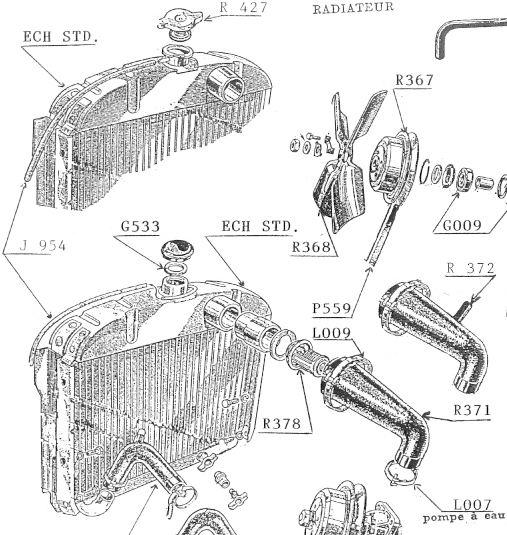 R 427
RADIATEUR
ECH STD.
R367
G009
R368
J 954
G533
ECH STD.
R 372
P559
L009
R378
R371
L007
pompe à eau